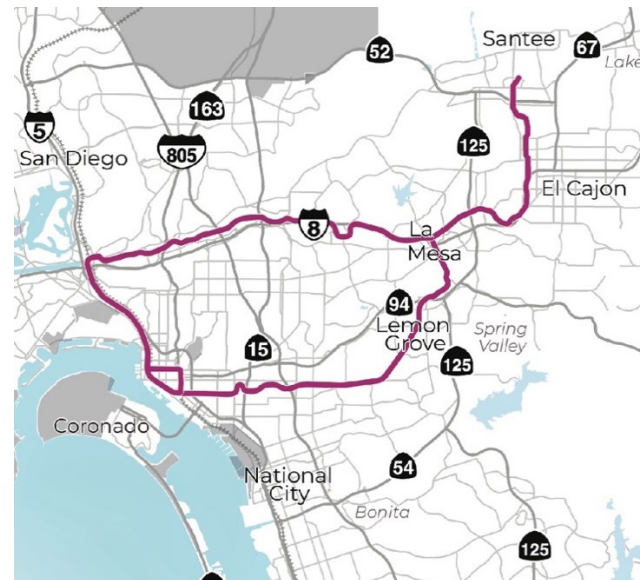 Santee
52
67
Lake
163
5
125
San Diego
805
El Cajon
8
La
Mesa
94
Lemon
Grove
15
Spring
Valley
125
Coronado
54
National
City
Bonita
125